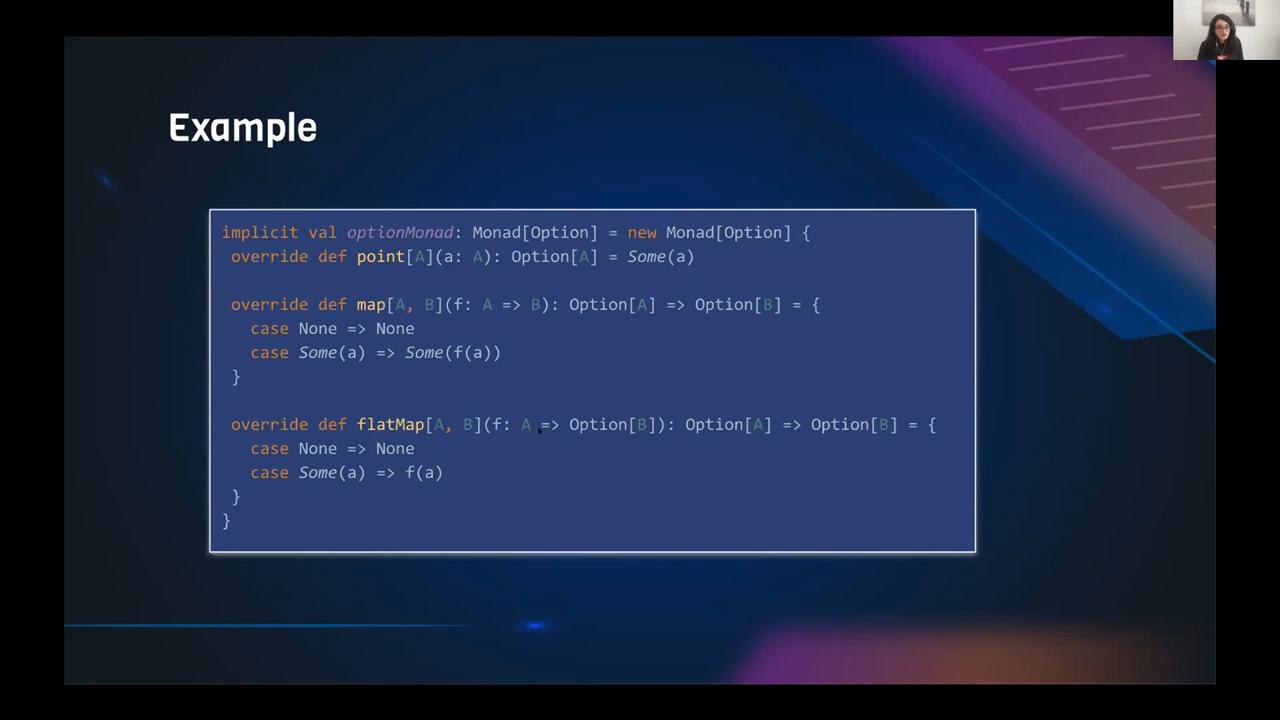 Example
implicit val optionMonad: Monad[Option] = new Monad[Option] {
override def point[A](a: A): Option[A] = Some(a)
override def map[A, B](f: A => B): Option[A] => Option[B] = {
case None => None
case Some(a) => Some(f(a))
}
override def flatMap[A, B](f: A => Option[B]): Option[A] => Option[B] = {
case None => None
case Some(a) => f(a)
}
}